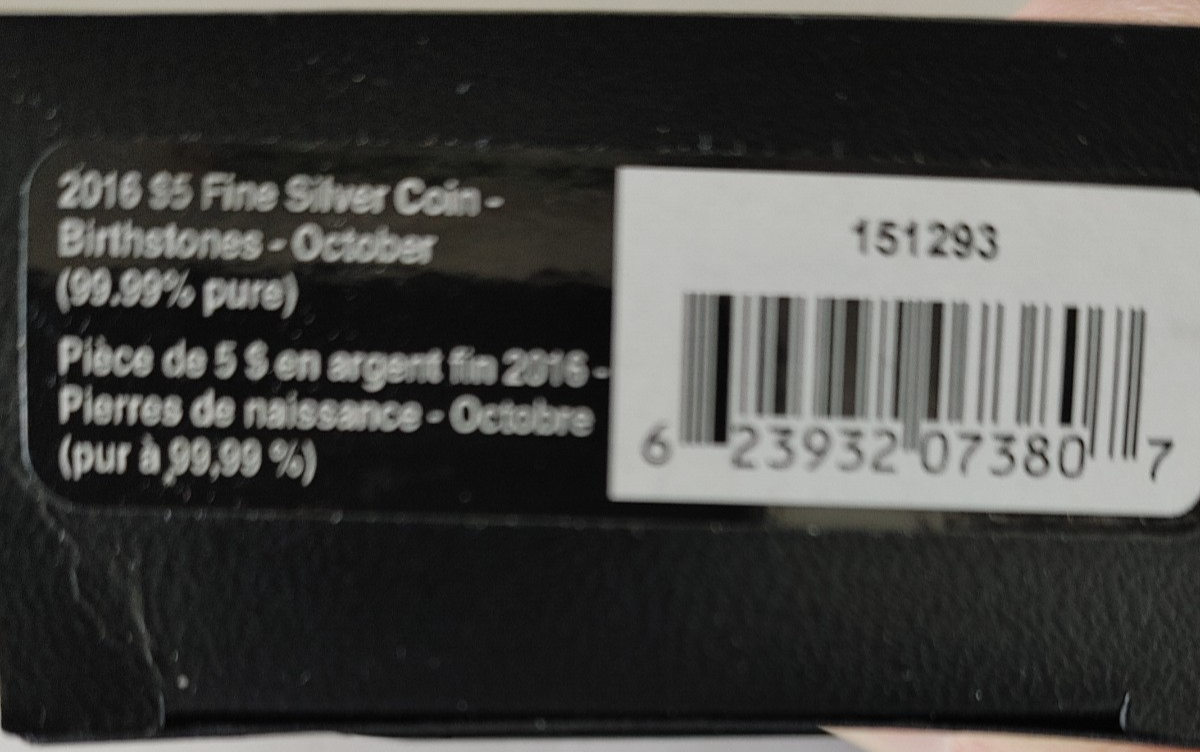 2016 $5 Fine Silver Coin -
Birthstones - October
(99.99% pure)
Pièce de 5 $ en argent fin 2016 -
Pierres de naissance - Octobre
(pur à 99,99 %)
151293
6 23932 07380 7